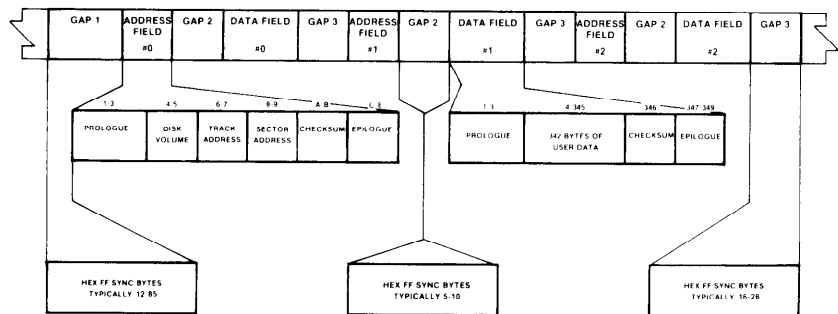 GAP 1
ADDRESS FIELD #0
GAP 2
DATA FIELD #0
GAP 3
ADDRESS FIELD #1
GAP 2
DATA FIELD #1
GAP 3
ADDRESS FIELD #2
GAP 2
DATA FIELD #2
GAP 3
1-3
4-5
6-7
8-9
A B
C-E
PROLOGUE
DISK VOLUME
TRACK ADDRESS
SECTOR ADDRESS
CHECKSUM
EPILOGUE
1 3
4 345
346
347 349
PROLOGUE
342 BYTES OF USER DATA
CHECKSUM
EPILOGUE
HEX FF SYNC BYTES
TYPICALLY 12-85
HEX FF SYNC BYTES
TYPICALLY 5-10
HEX FF SYNC BYTES
TYPICALLY 16-28